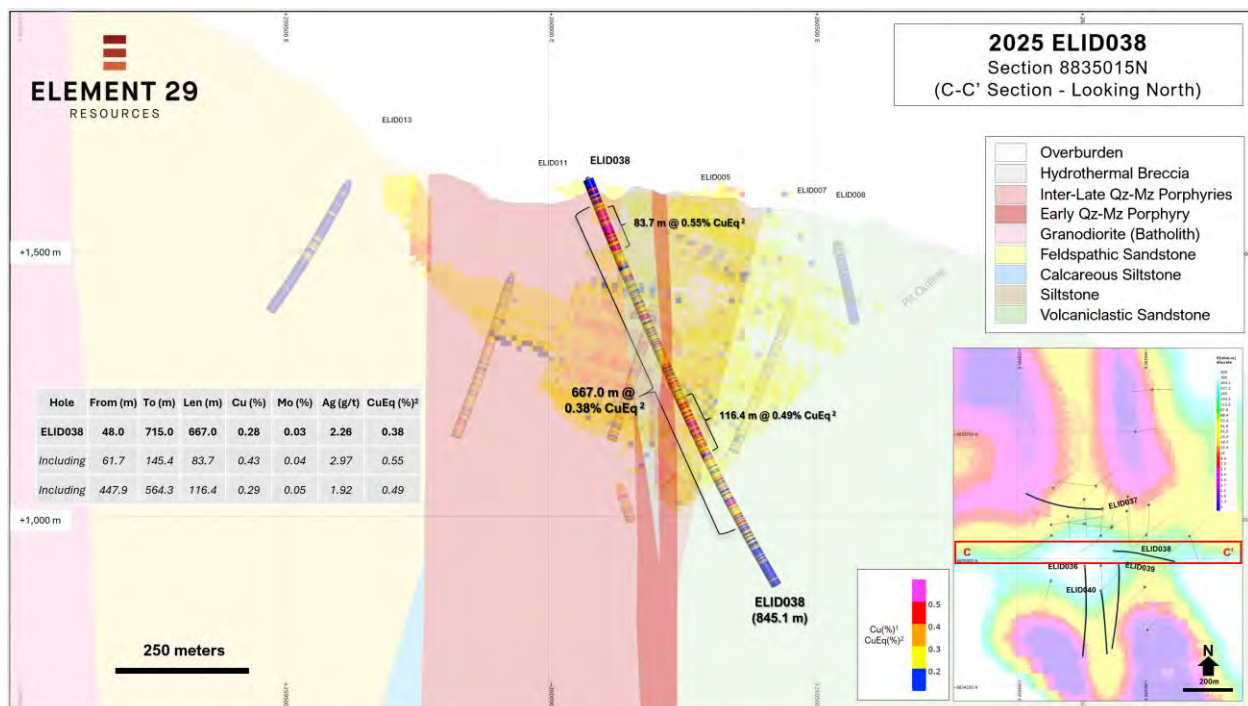 ELEMENT 29
RESOURCES
2025 ELID038
Section 8835015N
(C-C' Section - Looking North)
+259500 E
+260000 E
+260500 E
ELID013
ELID011
ELID038
ELID005
ELID007
ELID008
Overburden
Hydrothermal Breccia
Inter-Late Qz-Mz Porphyries
Early Qz-Mz Porphyry
Granodiorite (Batholith)
Feldspathic Sandstone
Calcareous Siltstone
Siltstone
Volcaniclastic Sandstone
+1,500 m
83.7 m @ 0.55% CuEq ²
Pit Outline
667.0 m @
0.38% CuEq ²
116.4 m @ 0.49% CuEq ²
Hole From (m) To (m) Len (m) Cu (%) Mo (%) Ag (g/t) CuEq (%)²
ELID038 48.0 715.0 667.0 0.28 0.03 2.26 0.38
Including 61.7 145.4 83.7 0.43 0.04 2.97 0.55
Including 447.9 564.3 116.4 0.29 0.05 1.92 0.49
+1,000 m
ELID038
(845.1 m)
250 meters
Cu(%)¹
CuEq(%)²
0.5
0.4
0.3
0.2
ELID037
C
ELID038
C'
ELID036
ELID039
ELID040
N
200m